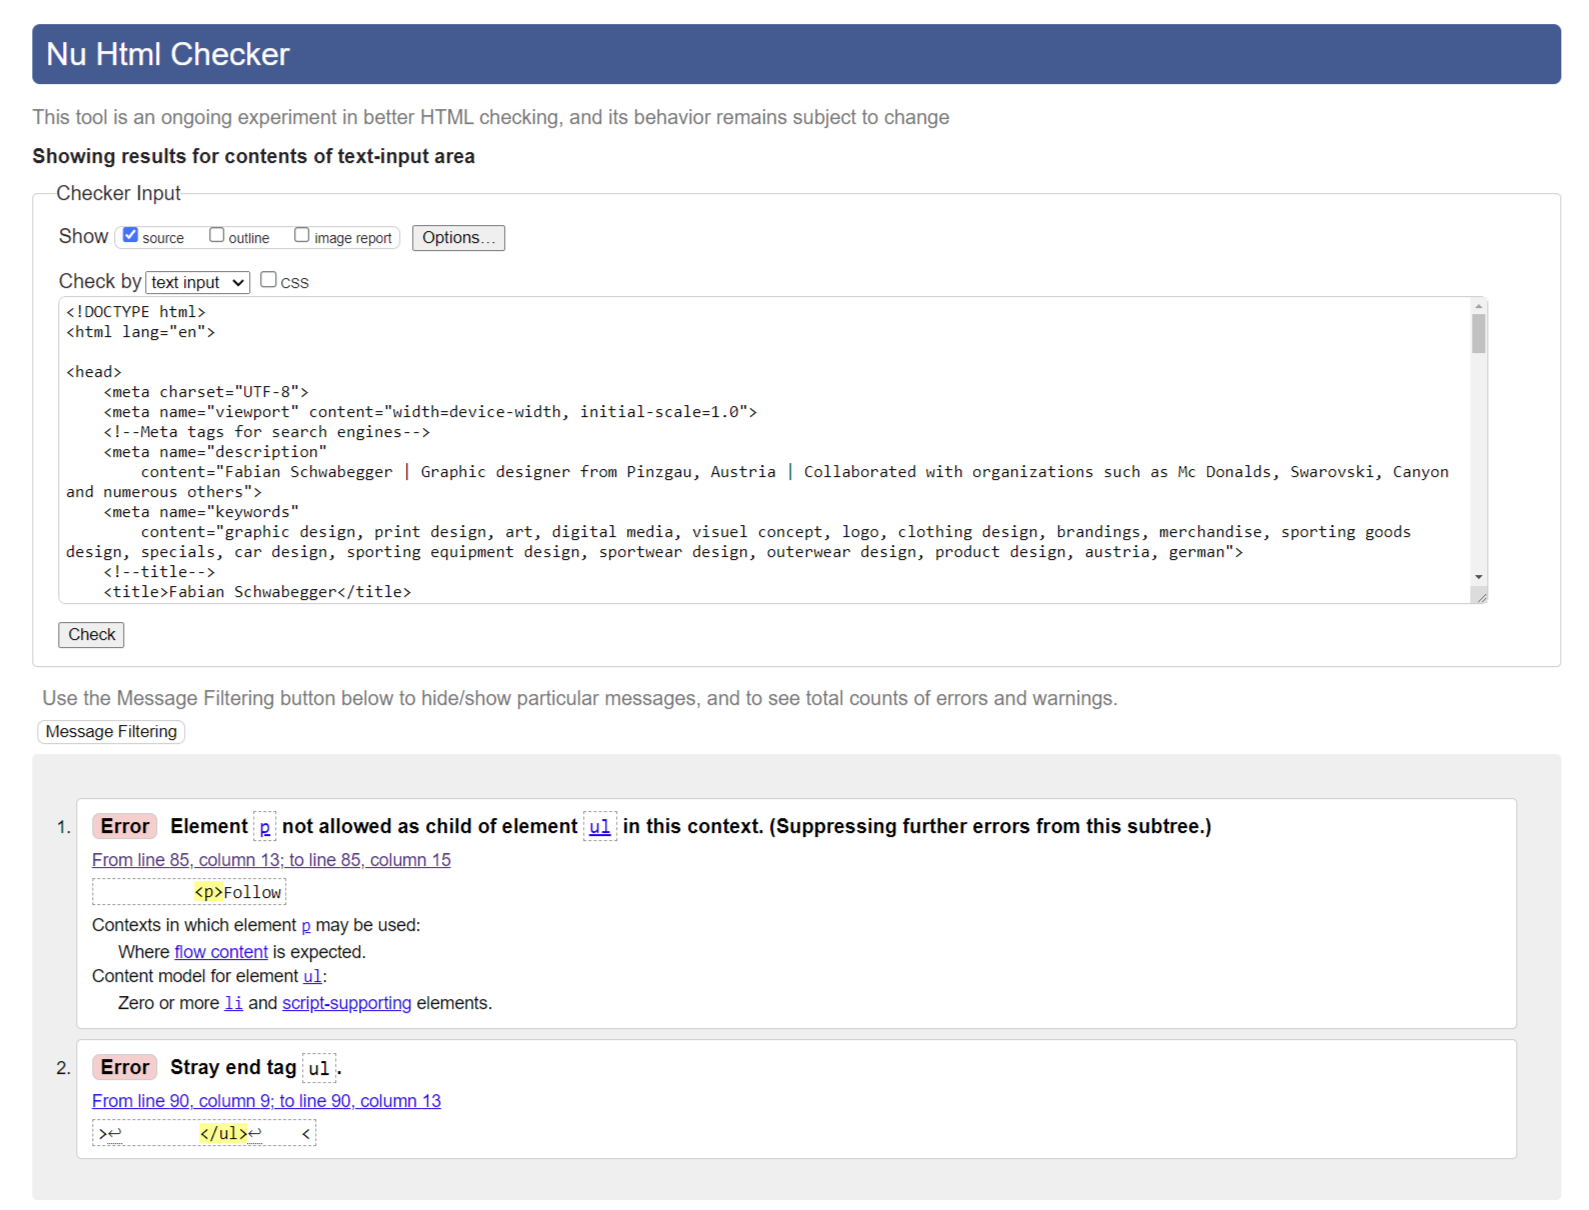 Nu Html Checker
This tool is an ongoing experiment in better HTML checking, and its behavior remains subject to change
Showing results for contents of text-input area
Checker Input
Show source outline image report Options...
Check by text input CSS
<!DOCTYPE html>
<html lang="en">
<head>
<meta charset="UTF-8">
<meta name="viewport" content="width=device-width, initial-scale=1.0">
<!--Meta tags for search engines-->
<meta name="description"
content="Fabian Schwabegger | Graphic designer from Pinzgau, Austria | Collaborated with organizations such as Mc Donalds, Swarovski, Canyon
and numerous others">
<meta name="keywords"
content="graphic design, print design, art, digital media, visuel concept, logo, clothing design, brandings, merchandise, sporting goods
design, specials, car design, sporting equipment design, sportwear design, outerwear design, product design, austria, german">
<!--title-->
<title>Fabian Schwabegger</title>
Check
Use the Message Filtering button below to hide/show particular messages, and to see total counts of errors and warnings.
Message Filtering
1. Error Element p not allowed as child of element ul in this context. (Suppressing further errors from this subtree.)
From line 85, column 13; to line 85, column 15
<p>Follow
Contexts in which element p may be used:
Where flow content is expected.
Content model for element ul:
Zero or more li and script-supporting elements.
2. Error Stray end tag ul.
From line 90, column 9; to line 90, column 13
>↩ </ul>↩ <